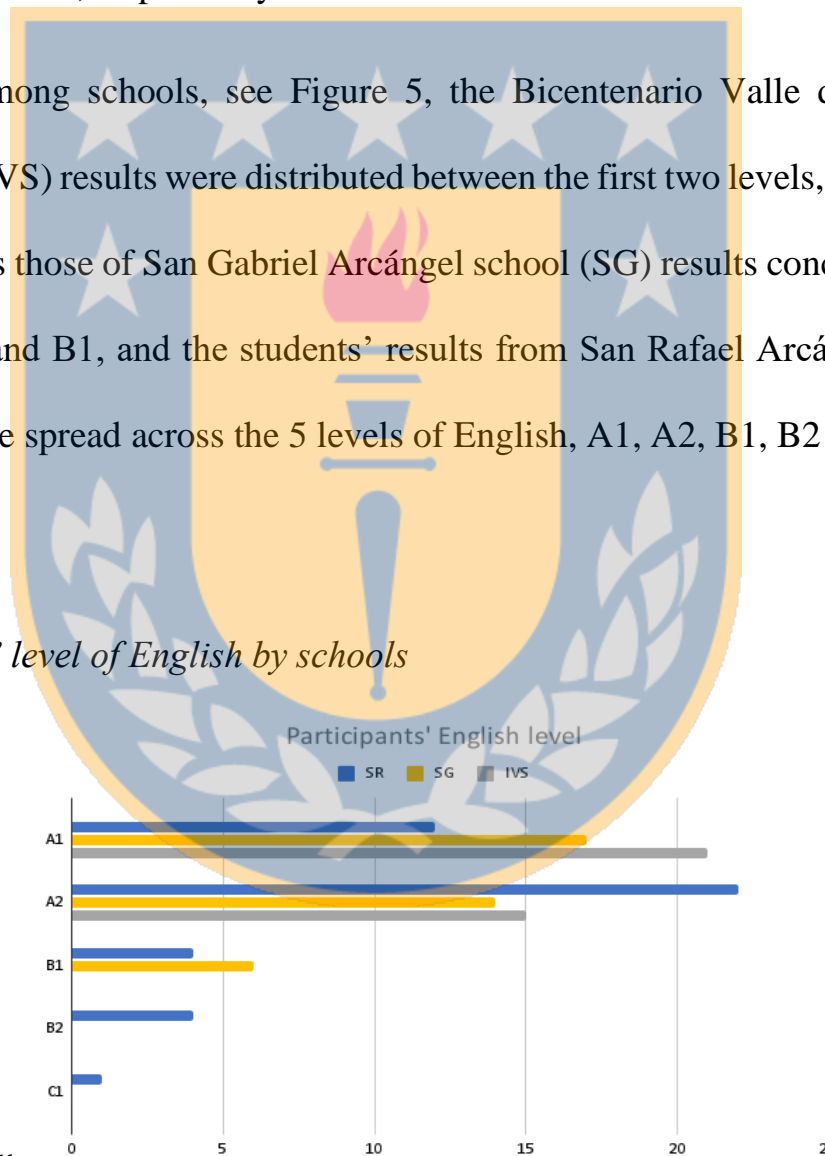 mong schools, see Figure 5, the Bicentenario Valle
VS) results were distributed between the first two levels,
those of San Gabriel Arcángel school (SG) results
and B1, and the students’ results from San Rafael
spread across the 5 levels of English, A1, A2, B1, B2
level of English by schools
Participants' English level
SR SG IVS
A1
A2
B1
B2
C1
0 5 10 15 20